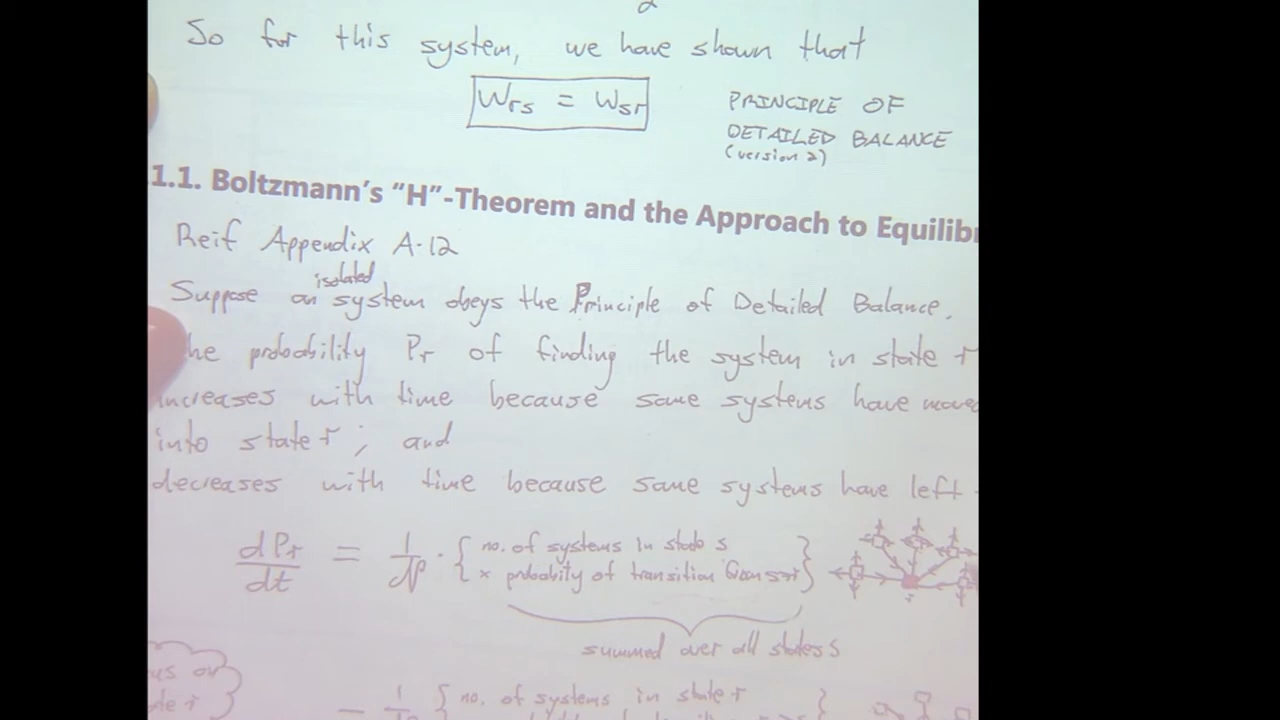 So for this system, we have shown that
Wrs = Wsr
PRINCIPLE OF
DETAILED BALANCE
(version 2)
1.1. Boltzmann's "H"-Theorem and the Approach to Equilib
Reif Appendix A.12
isolated
Suppose an system obeys the Principle of Detailed Balance.
he probability Pr of finding the system in state r
increases with time because some systems have move
into state r ; and
decreases with time because some systems have left
dPr/dt = 1/N · { no. of systems in state s
× probability of transition from s→r }
r
summed over all states s
− 1/N { no. of systems in state r }